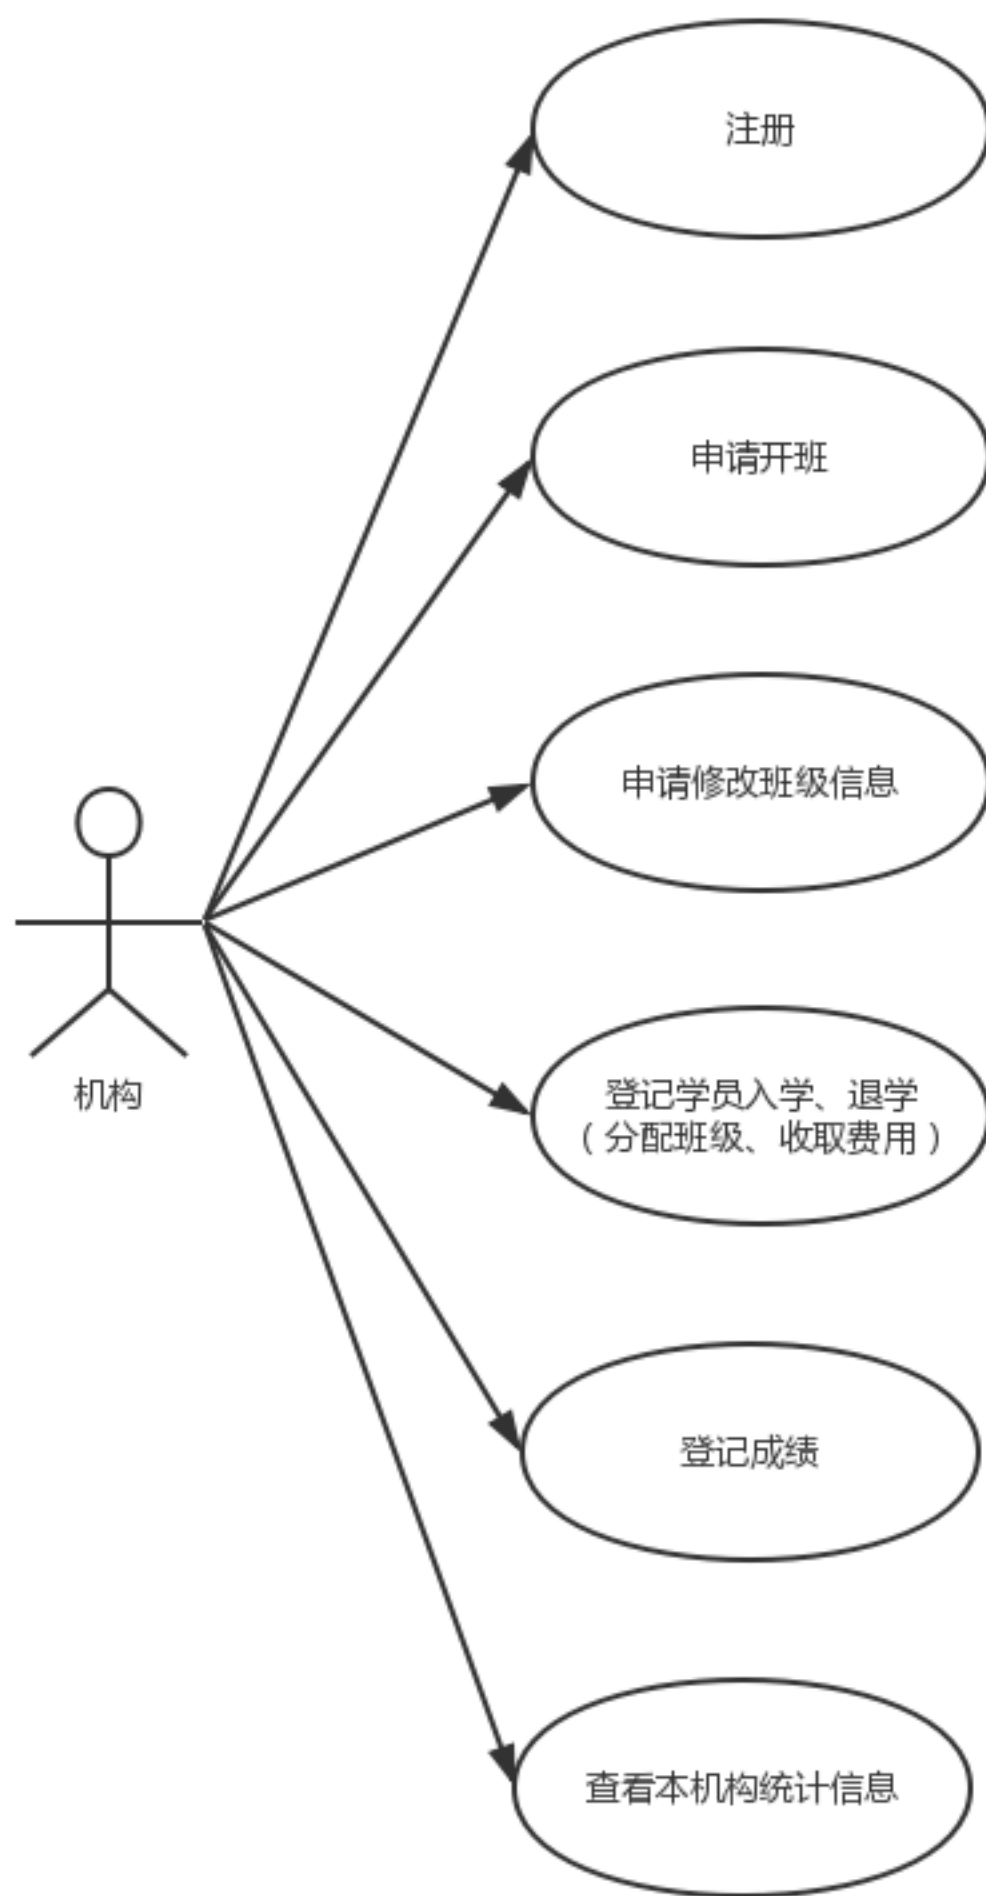 注册
申请开班
申请修改班级信息
机构
登记学员入学、退学
（分配班级、收取费用）
登记成绩
查看本机构统计信息